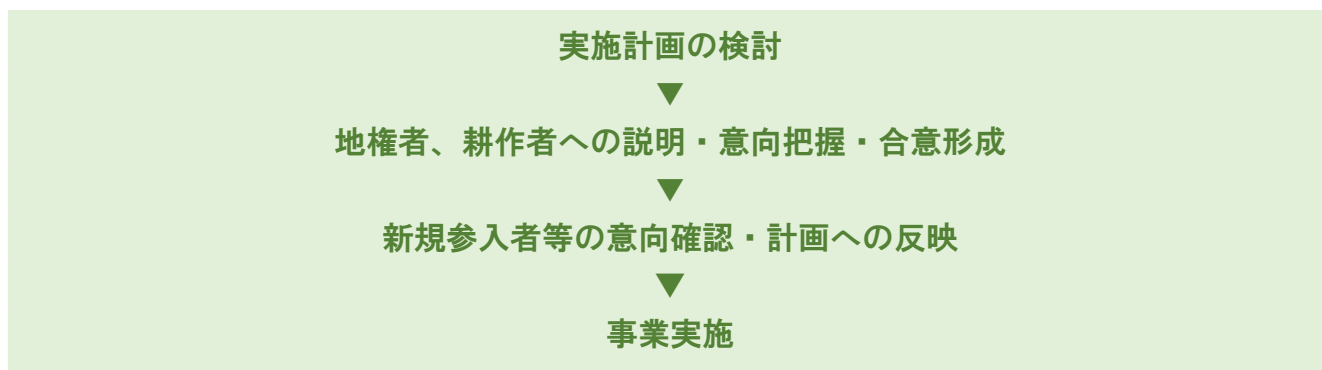 実施計画の検討
▼
地権者、耕作者への説明・意向把握・合意形成
▼
新規参入者等の意向確認・計画への反映
▼
事業実施